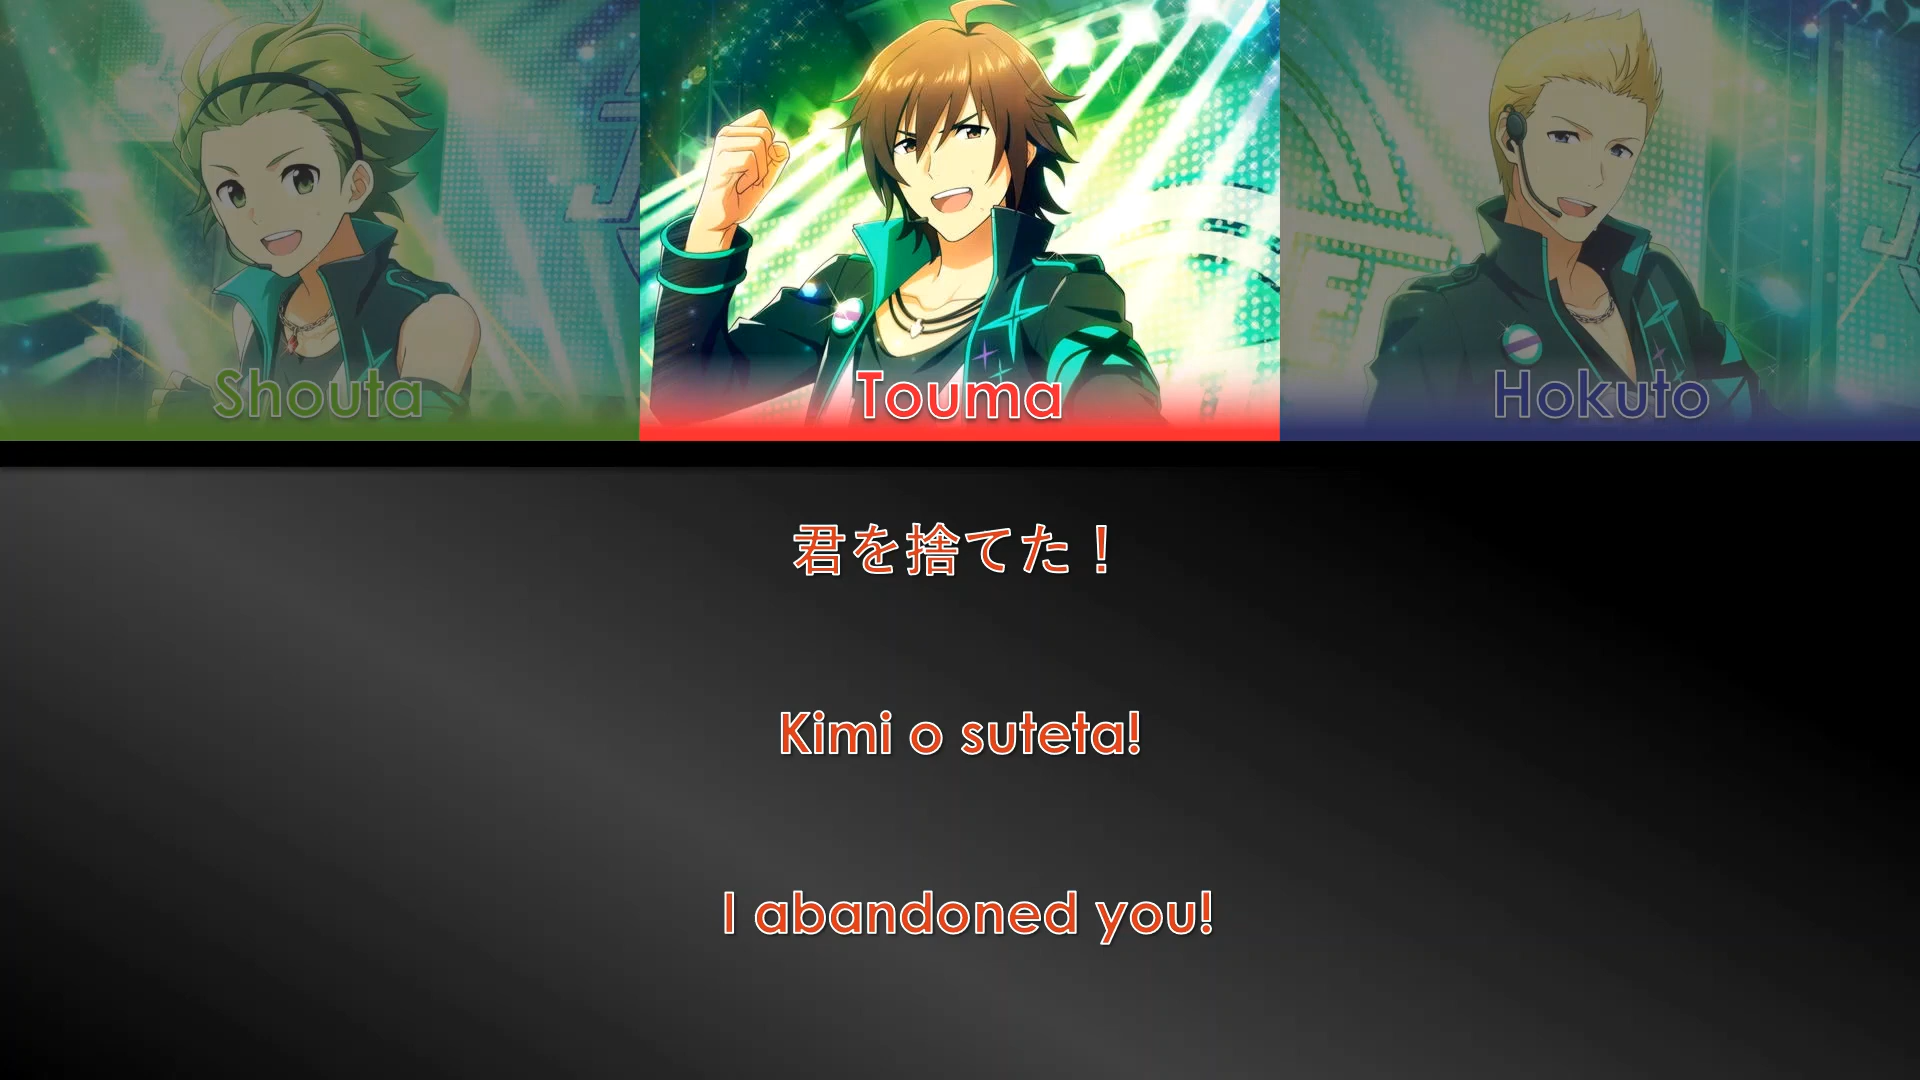 Shouta
Touma
Hokuto
君を捨てた！
Kimi o suteta!
I abandoned you!